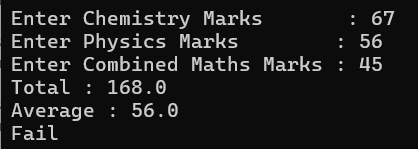 Enter Chemistry Marks       : 67
Enter Physics Marks        : 56
Enter Combined Maths Marks : 45
Total : 168.0
Average : 56.0
Fail